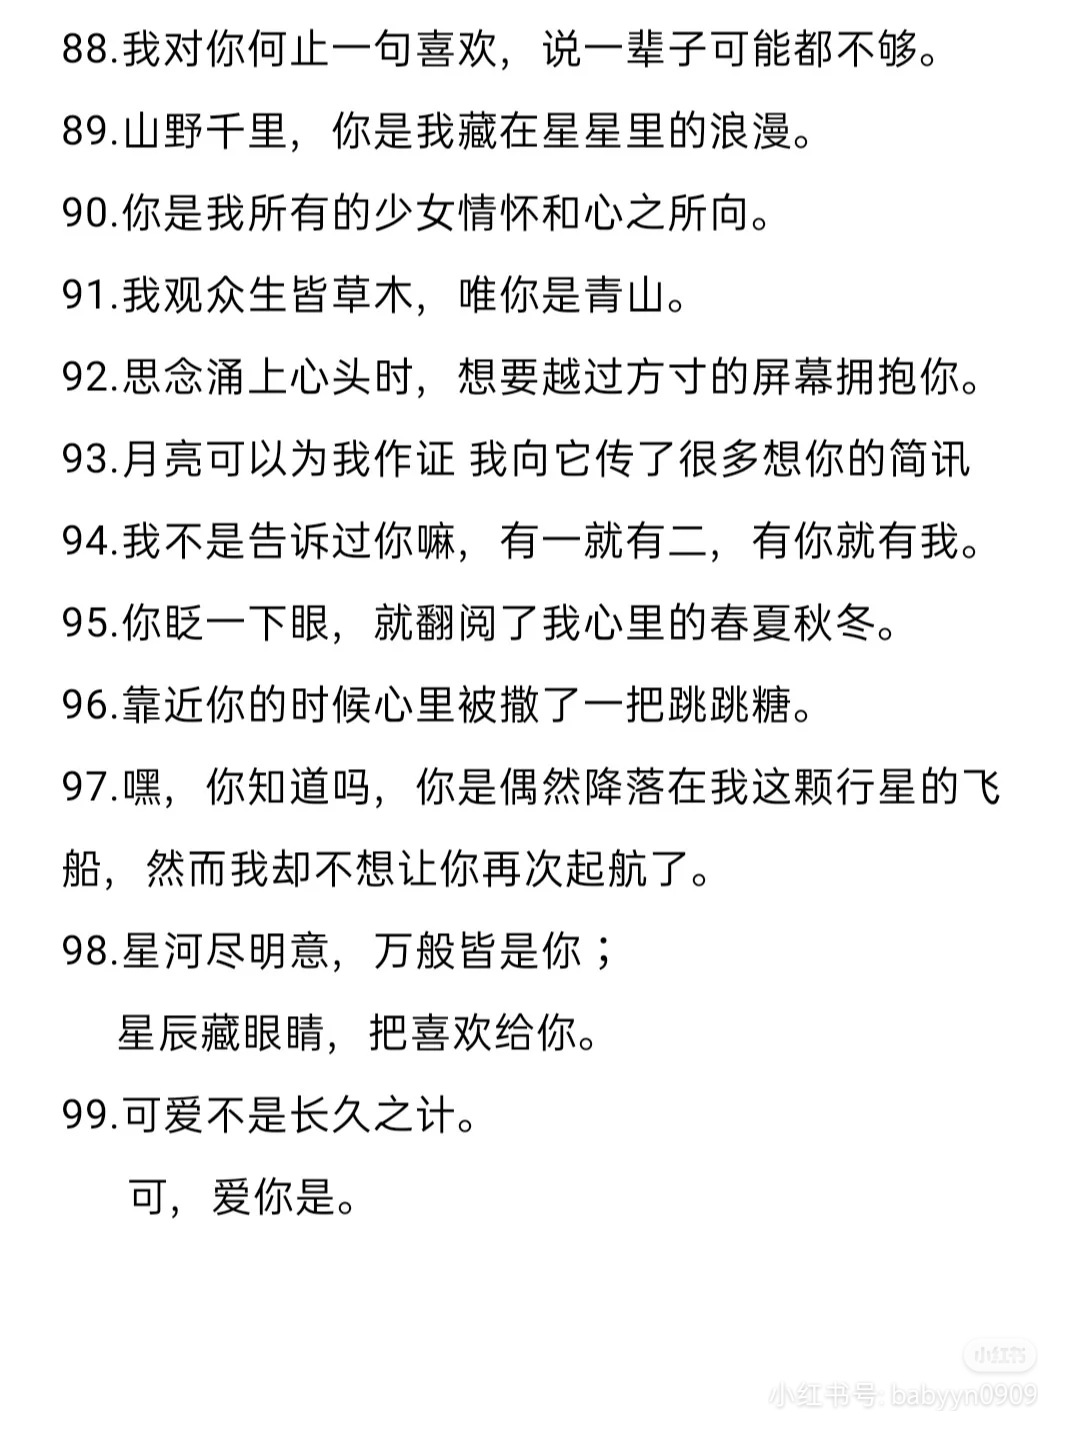 88.我对你何止一句喜欢，说一辈子可能都不够。
89.山野千里，你是我藏在星星里的浪漫。
90.你是我所有的少女情怀和心之所向。
91.我观众生皆草木，唯你是青山。
92.思念涌上心头时，想要越过方寸的屏幕拥抱你。
93.月亮可以为我作证 我向它传了很多想你的简讯
94.我不是告诉过你嘛，有一就有二，有你就有我。
95.你眨一下眼，就翻阅了我心里的春夏秋冬。
96.靠近你的时候心里被撒了一把跳跳糖。
97.嘿，你知道吗，你是偶然降落在我这颗行星的飞
船，然而我却不想让你再次起航了。
98.星河尽明意，万般皆是你；
星辰藏眼睛，把喜欢给你。
99.可爱不是长久之计。
可，爱你是。
小红书
小红书号: babyyn0909